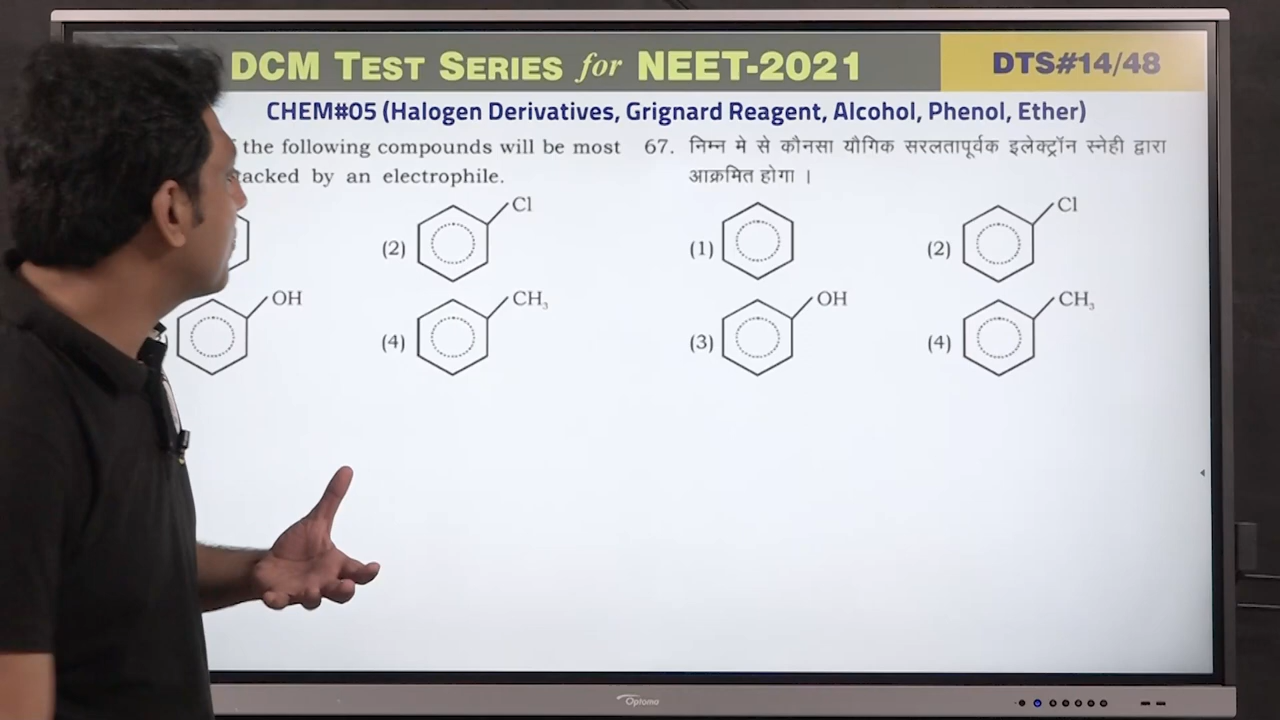 DCM TEST SERIES for NEET-2021
DTS#14/48
CHEM#05 (Halogen Derivatives, Grignard Reagent, Alcohol, Phenol, Ether)
the following compounds will be most
by an electrophile.
(2) Cl
OH
(4) CH₃
67. निम्न मे से कौनसा यौगिक सरलतापूर्वक इलेक्ट्रॉन स्नेही द्वारा
आक्रमित होगा ।
(1)
(2) Cl
(3) OH
(4) CH₃
Optoma